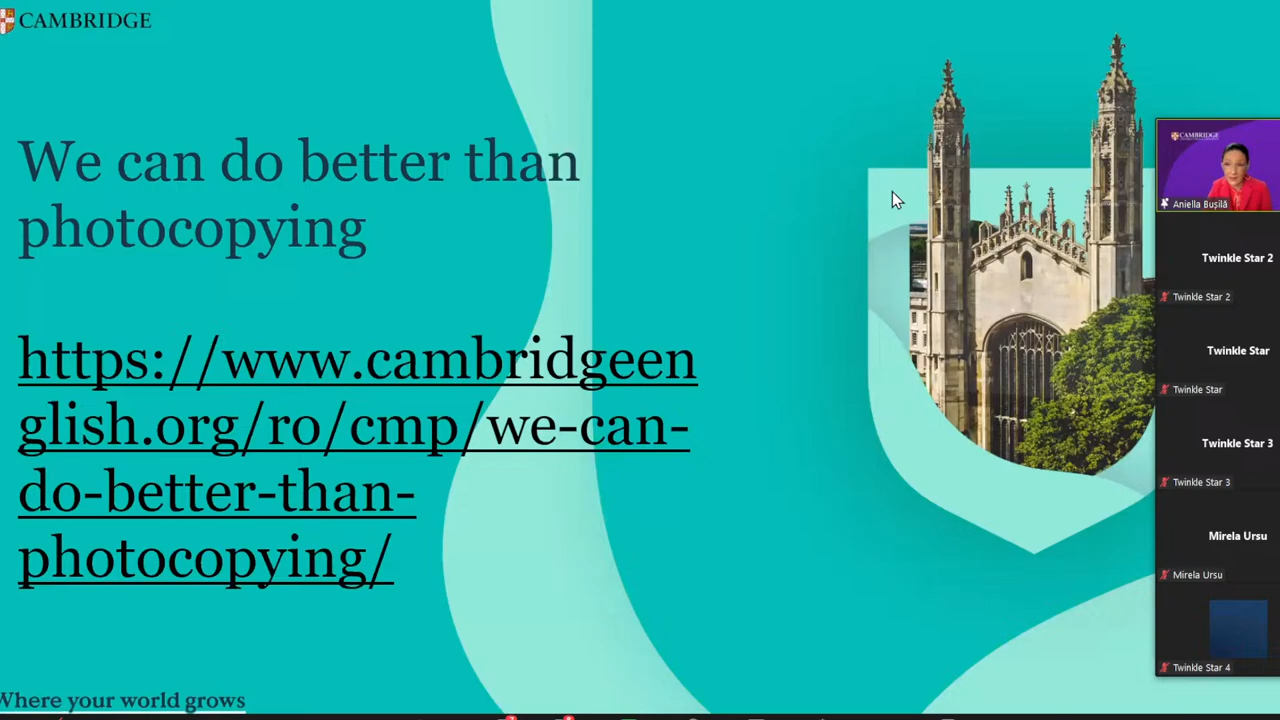 CAMBRIDGE
We can do better than
photocopying
https://www.cambridgeen
glish.org/ro/cmp/we-can-
do-better-than-
photocopying/
Where your world grows
CAMBRIDGE
Aniella Bușilă
Twinkle Star 2
Twinkle Star 2
Twinkle Star
Twinkle Star
Twinkle Star 3
Twinkle Star 3
Mirela Ursu
Mirela Ursu
Twinkle Star 4